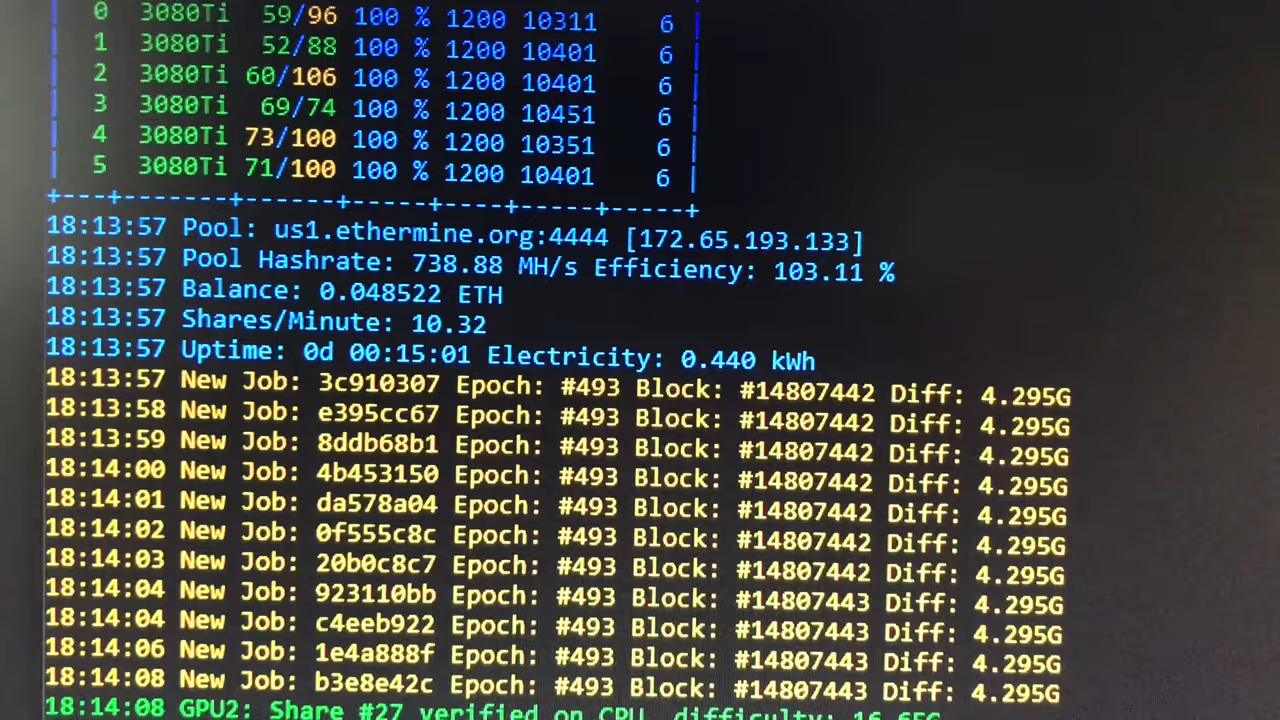 | 0 3080Ti 59/96 100 % 1200 10311 6 |
| 1 3080Ti 52/88 100 % 1200 10401 6 |
| 2 3080Ti 60/106 100 % 1200 10401 6 |
| 3 3080Ti 69/74 100 % 1200 10451 6 |
| 4 3080Ti 73/100 100 % 1200 10351 6 |
| 5 3080Ti 71/100 100 % 1200 10401 6 |
+---+-------+------+-----+----+-----+-----+
18:13:57 Pool: us1.ethermine.org:4444 [172.65.193.133]
18:13:57 Pool Hashrate: 738.88 MH/s Efficiency: 103.11 %
18:13:57 Balance: 0.048522 ETH
18:13:57 Shares/Minute: 10.32
18:13:57 Uptime: 0d 00:15:01 Electricity: 0.440 kWh
18:13:57 New Job: 3c910307 Epoch: #493 Block: #14807442 Diff: 4.295G
18:13:58 New Job: e395cc67 Epoch: #493 Block: #14807442 Diff: 4.295G
18:13:59 New Job: 8ddb68b1 Epoch: #493 Block: #14807442 Diff: 4.295G
18:14:00 New Job: 4b453150 Epoch: #493 Block: #14807442 Diff: 4.295G
18:14:01 New Job: da578a04 Epoch: #493 Block: #14807442 Diff: 4.295G
18:14:02 New Job: 0f555c8c Epoch: #493 Block: #14807442 Diff: 4.295G
18:14:03 New Job: 20b0c8c7 Epoch: #493 Block: #14807442 Diff: 4.295G
18:14:04 New Job: 923110bb Epoch: #493 Block: #14807443 Diff: 4.295G
18:14:04 New Job: c4eeb922 Epoch: #493 Block: #14807443 Diff: 4.295G
18:14:06 New Job: 1e4a888f Epoch: #493 Block: #14807443 Diff: 4.295G
18:14:08 New Job: b3e8e42c Epoch: #493 Block: #14807443 Diff: 4.295G
18:14:08 GPU2: Share #27 verified on CPU, difficulty: 16.65G